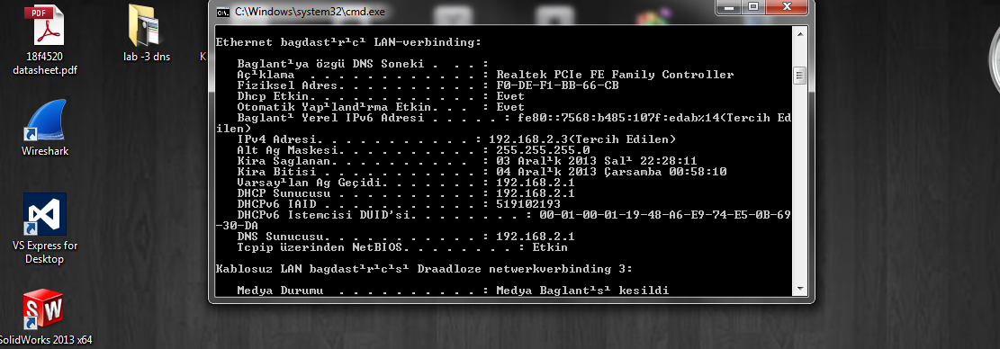 18f4520
datasheet.pdf
lab -3 dns
K
Wireshark
VS Express for
Desktop
SolidWorks 2013 x64
C:\Windows\system32\cmd.exe
Ethernet bagdast¹r¹c¹ LAN-verbinding:
Baglant¹ya özgü DNS Soneki . . . :
Aç¹klama . . . . . . . . . . . . : Realtek PCIe FE Family Controller
Fiziksel Adres. . . . . . . . . . : F0-DE-F1-BB-66-CB
Dhcp Etkin. . . . . . . . . . . . : Evet
Otomatik Yap¹land¹rma Etkin. . . : Evet
Baglant¹ Yerel IPv6 Adresi . . . . . : fe80::7568:b485:107f:edab%14(Tercih Ed
ilen)
IPv4 Adresi. . . . . . . . . . . : 192.168.2.3(Tercih Edilen)
Alt Ag Maskesi. . . . . . . . . . : 255.255.255.0
Kira Saglanan. . . . . . . . . . : 03 Aral¹k 2013 Sal¹ 22:28:11
Kira Bitisi . . . . . . . . . . . : 04 Aral¹k 2013 Çarsamba 00:58:10
Varsay¹lan Ag Geçidi. . . . . . . : 192.168.2.1
DHCP Sunucusu . . . . . . . . . . : 192.168.2.1
DHCPv6 IAID . . . . . . . . . . . : 519102193
DHCPv6 Istemcisi DUID'si. . . . . . . . : 00-01-00-01-19-48-A6-E9-74-E5-0B-69
-30-DA
DNS Sunucusu. . . . . . . . . . . : 192.168.2.1
Tcpip üzerinden NetBIOS. . . . . . . : Etkin
Kablosuz LAN bagdast¹r¹c¹s¹ Draadloze netwerkverbinding 3:
Medya Durumu . . . . . . . . . . : Medya Baglant¹s¹ kesildi